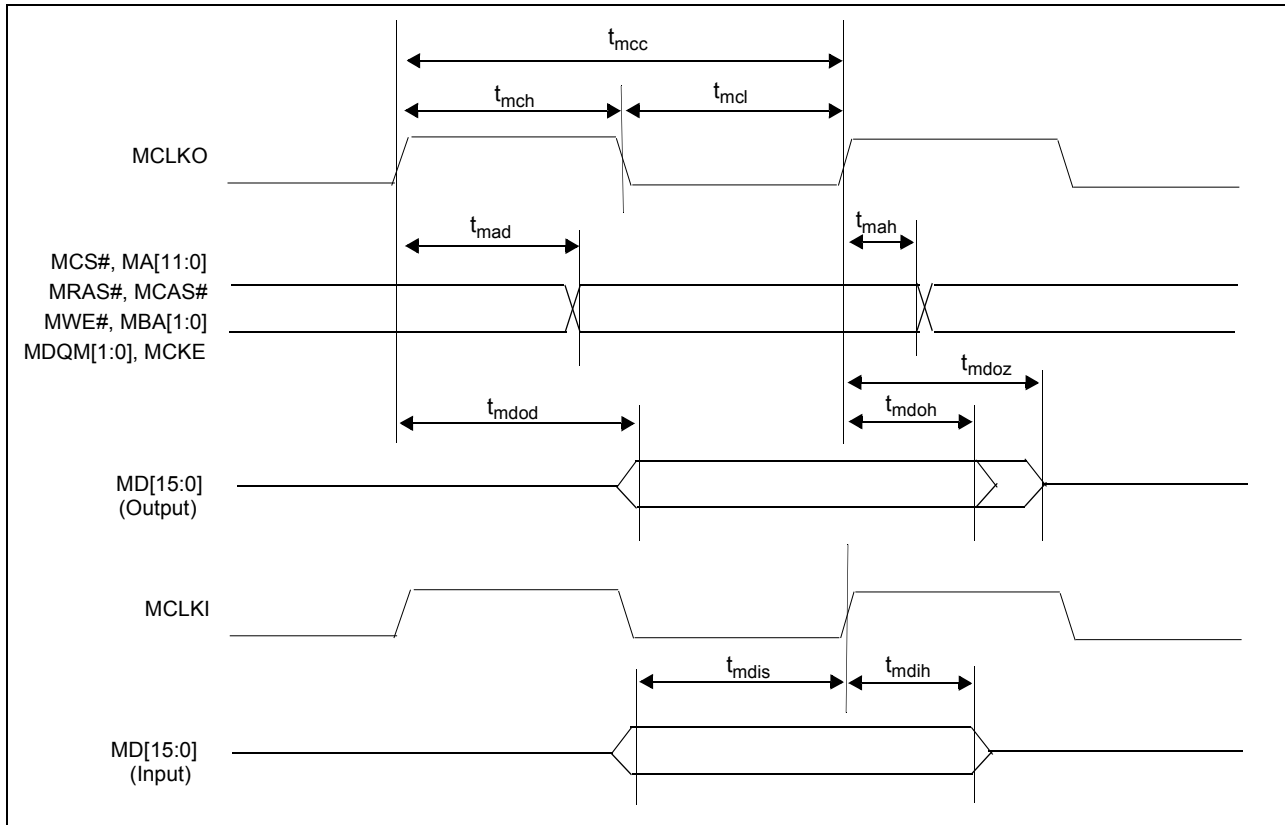 tmcc
tmch
tmcl
MCLKO
tmad
tmah
MCS#, MA[11:0]
MRAS#, MCAS#
MWE#, MBA[1:0]
MDQM[1:0], MCKE
tmdoz
tmdod
tmdoh
MD[15:0]
(Output)
MCLKI
tmdis
tmdih
MD[15:0]
(Input)